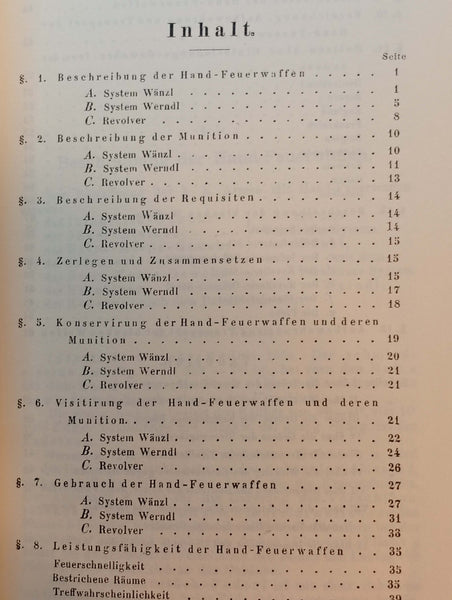 Inhalt.
Seite
§. 1. Beschreibung der Hand-Feuerwaffen . . . . . 1
A. System Wänzl . . . . . . . . . . . . 1
B. System Werndl . . . . . . . . . . . . 5
C. Revolver . . . . . . . . . . . . . 8
§. 2. Beschreibung der Munition . . . . . . . . . 10
A. System Wänzl . . . . . . . . . . . . 10
B. System Werndl . . . . . . . . . . . . 11
C. Revolver . . . . . . . . . . . . . 13
§. 3. Beschreibung der Requisiten . . . . . . . . 14
A. System Wänzl . . . . . . . . . . . . 14
B. System Werndl . . . . . . . . . . . . 14
C. Revolver . . . . . . . . . . . . . 15
§. 4. Zerlegen und Zusammensetzen . . . . . . . 15
A. System Wänzl . . . . . . . . . . . . 15
B. System Werndl . . . . . . . . . . . . 17
C. Revolver . . . . . . . . . . . . . 18
§. 5. Konservirung der Hand-Feuerwaffen und deren
Munition . . . . . . . . . . . . . 19
A. System Wänzl . . . . . . . . . . . . 20
B. System Werndl . . . . . . . . . . . . 21
C. Revolver . . . . . . . . . . . . . 21
§. 6. Visitirung der Hand-Feuerwaffen und deren
Munition. . . . . . . . . . . . . . 21
A. System Wänzl . . . . . . . . . . . . 22
B. System Werndl . . . . . . . . . . . . 24
C. Revolver . . . . . . . . . . . . . 26
§. 7. Gebrauch der Hand-Feuerwaffen . . . . . . 27
A. System Wänzl . . . . . . . . . . . . 27
B. System Werndl . . . . . . . . . . . . 31
C. Revolver . . . . . . . . . . . . . 33
§. 8. Leistungsfähigkeit der Hand-Feuerwaffen . . . 35
Feuerschnelligkeit . . . . . . . . . . . . 35
Bestrichene Räume . . . . . . . . . . . . 35
Treffwahrscheinlichkeit . . . . . . . . . . 39